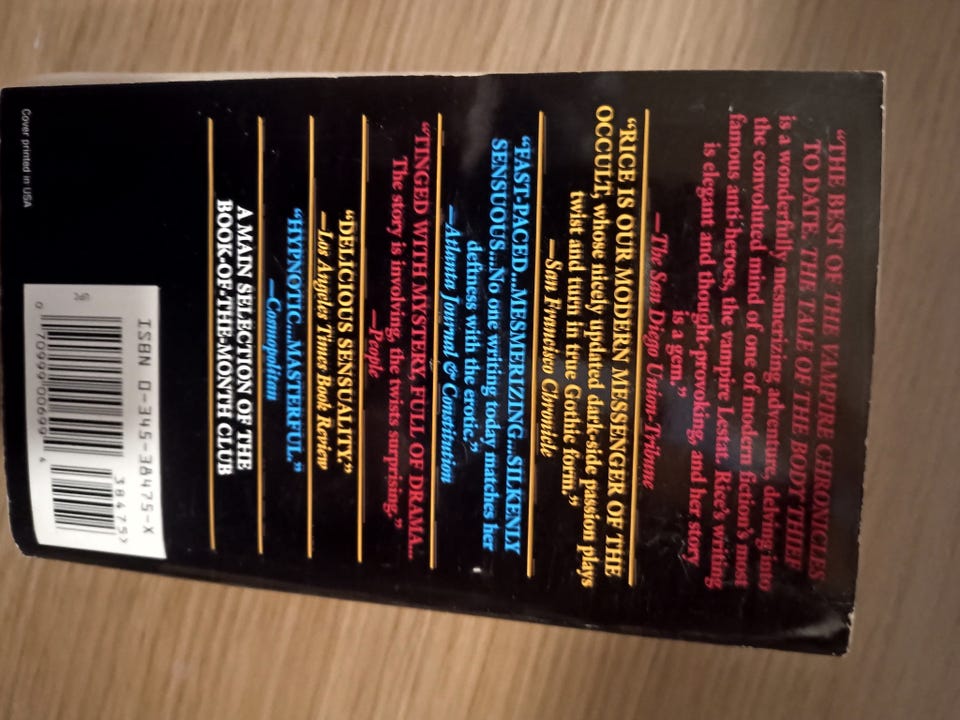 "THE BEST OF THE VAMPIRE CHRONICLES
TO DATE. THE TALE OF THE BODY THIEF
is a wonderfully mesmerizing adventure, delving into
the convoluted mind of one of modern fiction's most
famous anti-heroes, the vampire Lestat. Rice's writing
is elegant and thought-provoking, and her story
is a gem."
—The San Diego Union-Tribune
"RICE IS OUR MODERN MESSENGER OF THE
OCCULT, whose nicely updated dark-side passion plays
twist and turn in true Gothic form."
—San Francisco Chronicle
"FAST-PACED...MESMERIZING...SILKENLY
SENSUOUS...No one writing today matches her
deftness with the erotic."
—Atlanta Journal & Constitution
"TINGED WITH MYSTERY, FULL OF DRAMA...
The story is involving, the twists surprising."
—People
"DELICIOUS SENSUALITY."
—Los Angeles Times Book Review
"HYPNOTIC...MASTERFUL."
—Cosmopolitan
A MAIN SELECTION OF THE
BOOK-OF-THE-MONTH CLUB
ISBN 0-345-38475-X
38475
UPC
0 70999 00699 4
Cover printed in USA